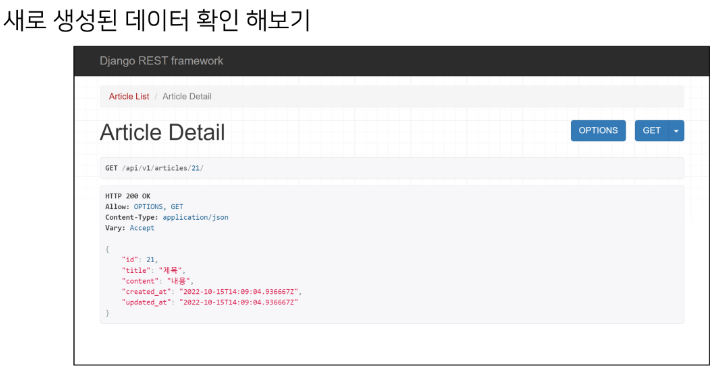 새로 생성된 데이터 확인 해보기
Django REST framework
Article List / Article Detail
Article Detail
OPTIONS GET
GET /api/v1/articles/21/
HTTP 200 OK
Allow: OPTIONS, GET
Content-Type: application/json
Vary: Accept
{
"id": 21,
"title": "제목",
"content": "내용",
"created_at": "2022-10-15T14:09:04.936667Z",
"updated_at": "2022-10-15T14:09:04.936667Z"
}